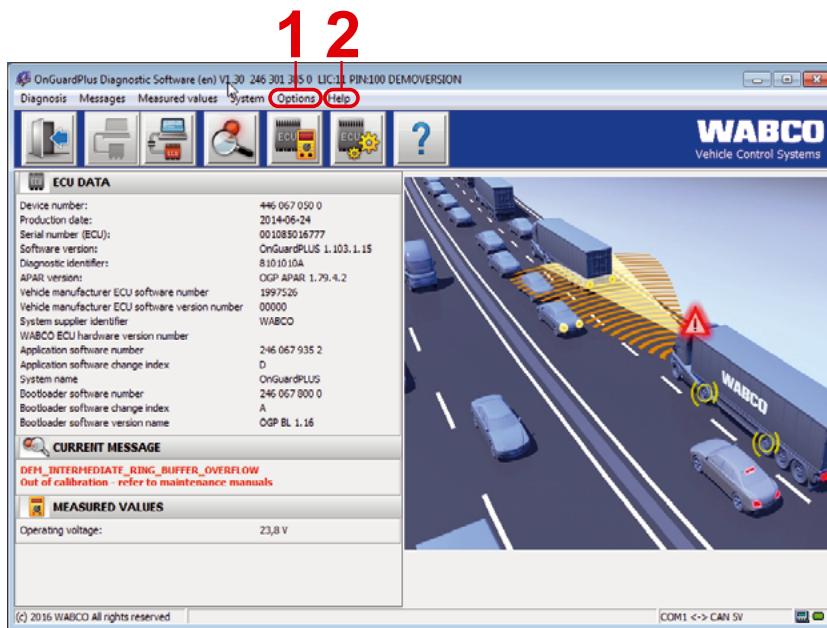 1 2
OnGuardPlus Diagnostic Software (en) V1.30 246 301 385 0 LIC:11 PIN:100 DEMOVERSION
Diagnosis Messages Measured values System Options Help
ECU ECU ?
WABCO
Vehicle Control Systems
ECU DATA
Device number: 446 067 050 0
Production date: 2014-06-24
Serial number (ECU): 001085016777
Software version: OnGuardPLUS 1.103.1.15
Diagnostic identifier: 8101010A
APAR version: OGP APAR 1.79.4.2
Vehicle manufacturer ECU software number 1997526
Vehicle manufacturer ECU software version number 00000
System supplier identifier WABCO
WABCO ECU hardware version number
Application software number 246 067 935 2
Application software change index D
System name OnGuardPLUS
Bootloader software number 246 067 800 0
Bootloader software change index A
Bootloader software version name OGP BL 1.16
WABCO
CURRENT MESSAGE
DEM_INTERMEDIATE_RING_BUFFER_OVERFLOW
Out of calibration - refer to maintenance manuals
MEASURED VALUES
Operating voltage: 23,8 V
(c) 2016 WABCO All rights reserved COM1 <-> CAN 5V